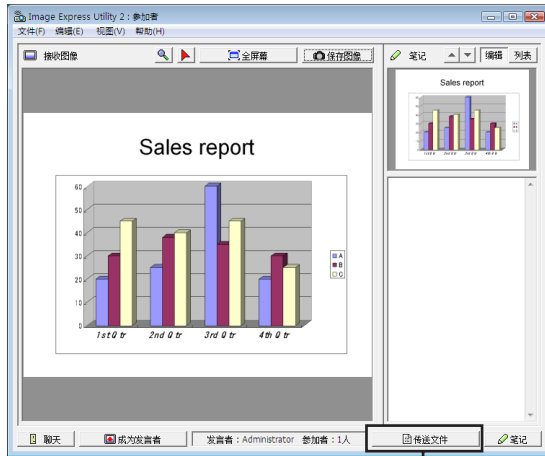 Image Express Utility 2 : 参加者
文件(F) 编辑(E) 视图(V) 帮助(H)
接收图像 全屏幕 保存图像 笔记 编辑 列表
Sales report
Sales report
60
50
40
30
20
10
0
1stQtr 2nd Qtr 3rd Qtr 4th Qtr
A
B
C
聊天 成为发言者 发言者：Administrator 参加者：1人 传送文件 笔记